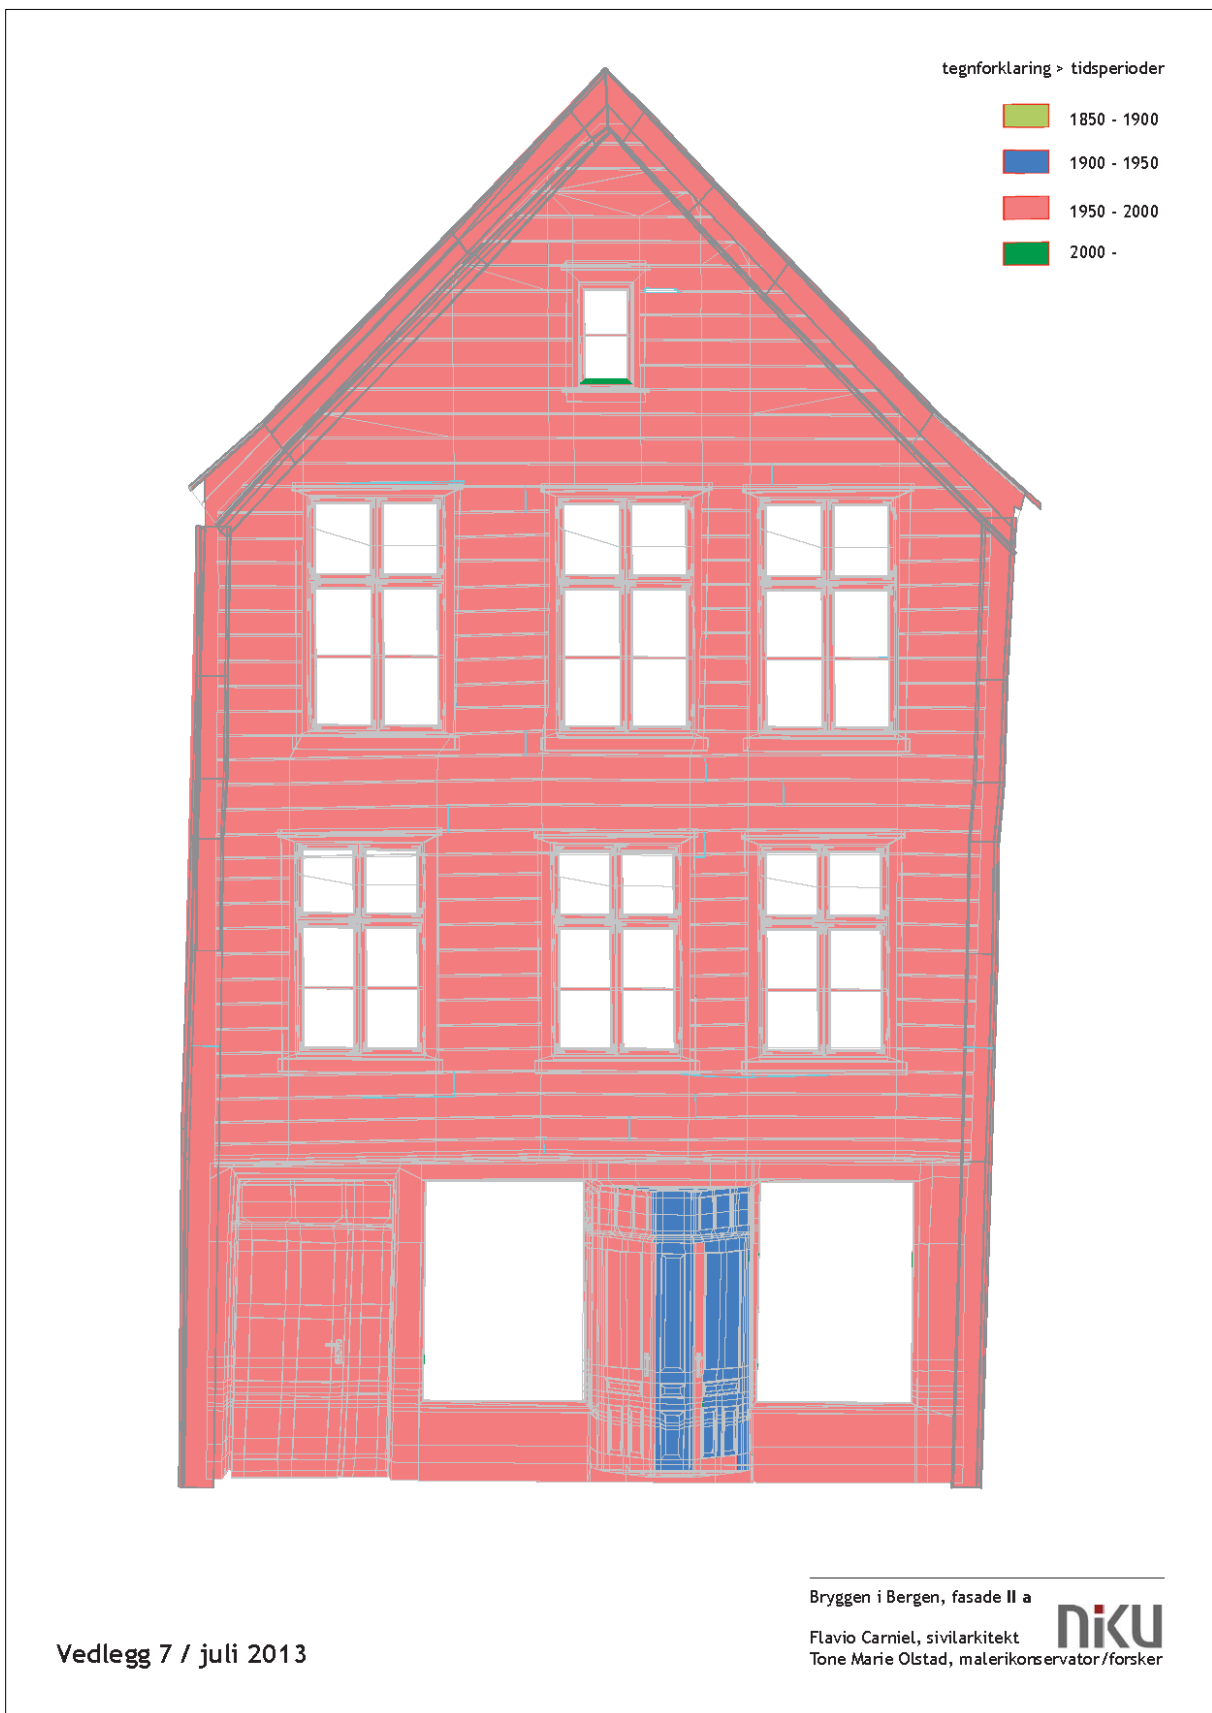 tegnforklaring > tidsperioder
1850 - 1900
1900 - 1950
1950 - 2000
2000 -
Bryggen i Bergen, fasade II a
niku
Flavio Carniel, sivilarkitekt
Tone Marie Olstad, malerikonservator/forsker
Vedlegg 7 / juli 2013